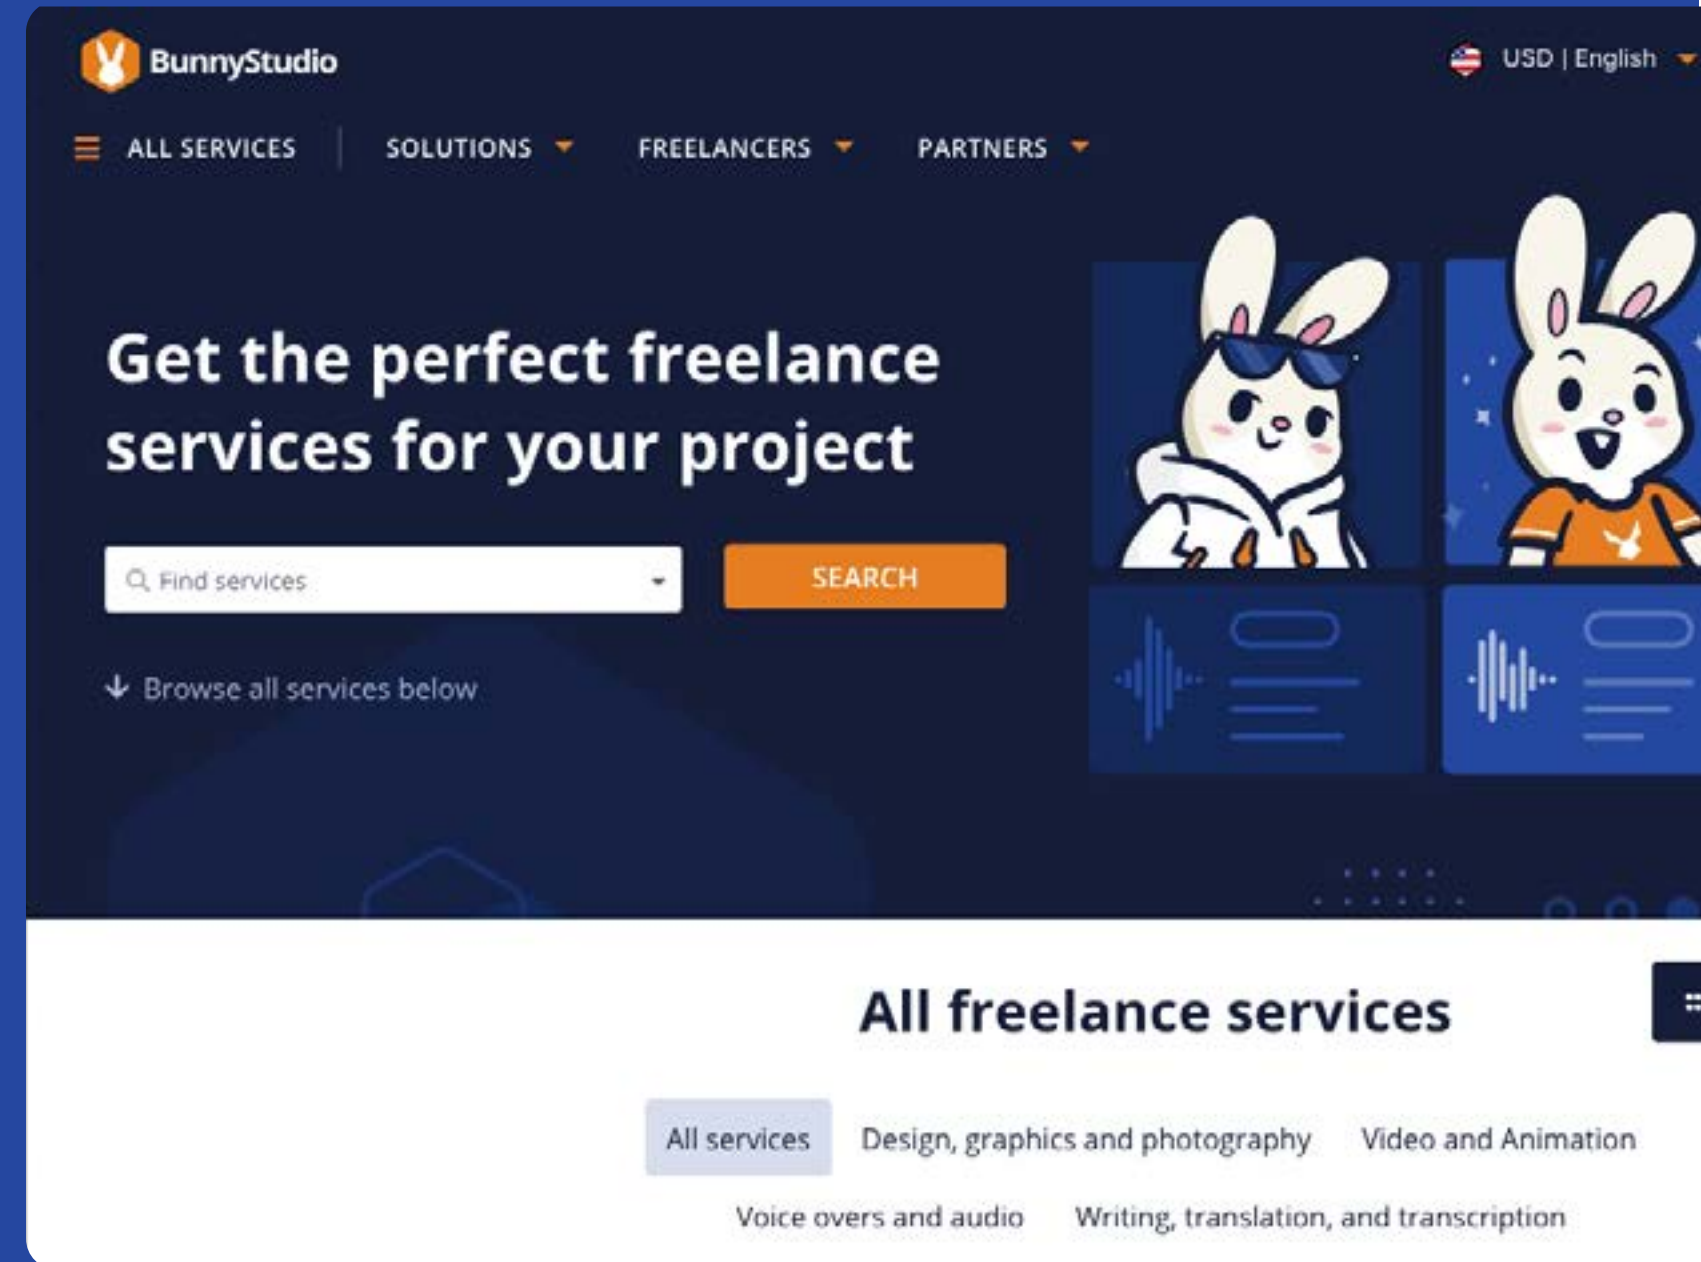 BunnyStudio
USD | English
ALL SERVICES
SOLUTIONS
FREELANCERS
PARTNERS
Get the perfect freelance
services for your project
Find services
SEARCH
Browse all services below
All freelance services
All services
Design, graphics and photography
Video and Animation
Voice overs and audio
Writing, translation, and transcription